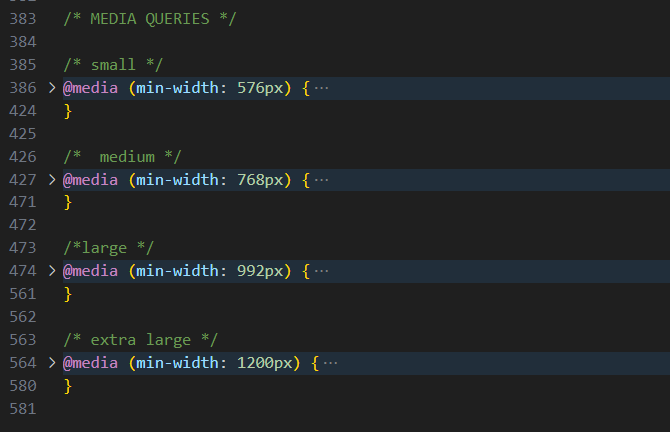 383 /* MEDIA QUERIES */
384
385 /* small */
386 @media (min-width: 576px) { ···
424 }
425
426 /*  medium */
427 @media (min-width: 768px) { ···
471 }
472
473 /*large */
474 @media (min-width: 992px) { ···
561 }
562
563 /* extra large */
564 @media (min-width: 1200px) { ···
580 }
581